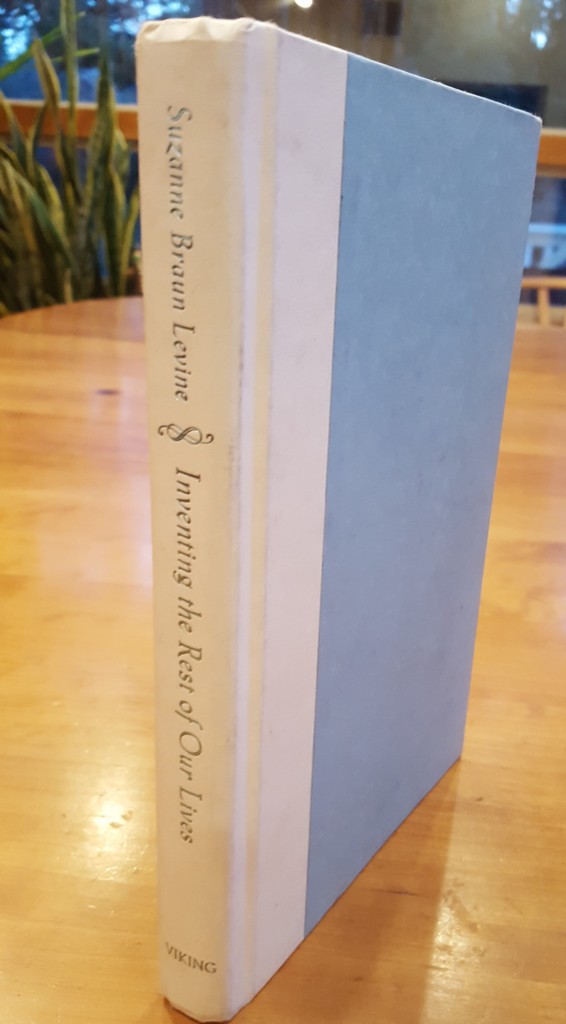 Suzanne Braun Levine Inventing the Rest of Our Lives
VIKING